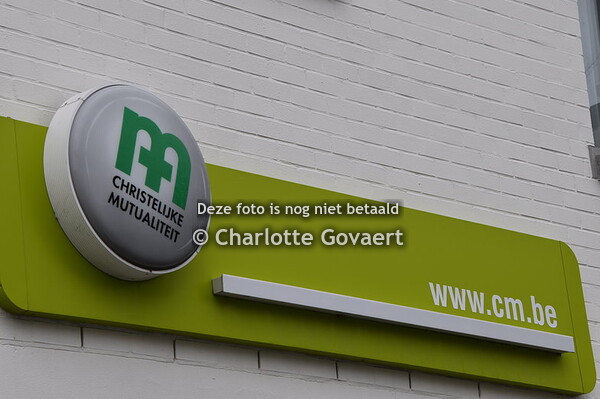 CHRISTELIJKE
MUTUALITEIT
Deze foto is nog niet betaald
© Charlotte Govaert
www.cm.be